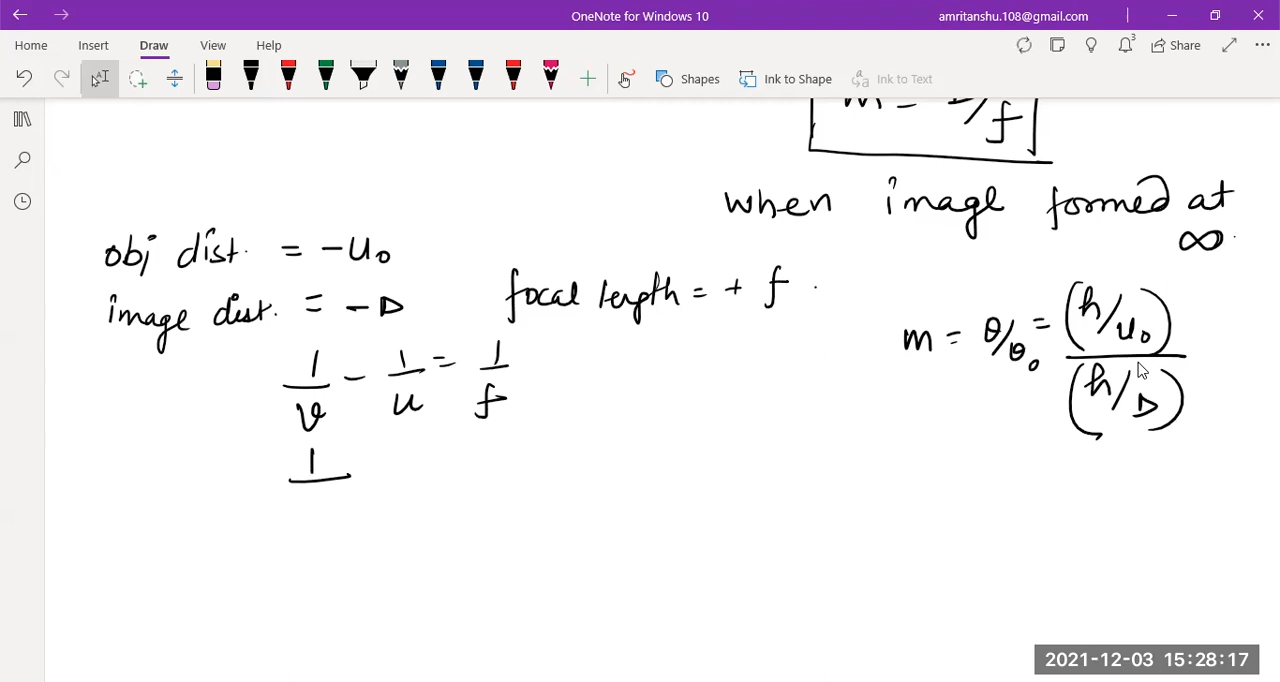 OneNote for Windows 10
amritanshu.108@gmail.com
Home Insert Draw View Help
3
Share
Shapes
Ink to Shape
Ink to Text
f
when image formed at
∞.
obj dist. = -u₀
image dist. = -D
focal length = + f .
m = θ/θ₀ = (h/u₀)
(h/D)
1/v - 1/u = 1/f
1
2021-12-03 15:28:17